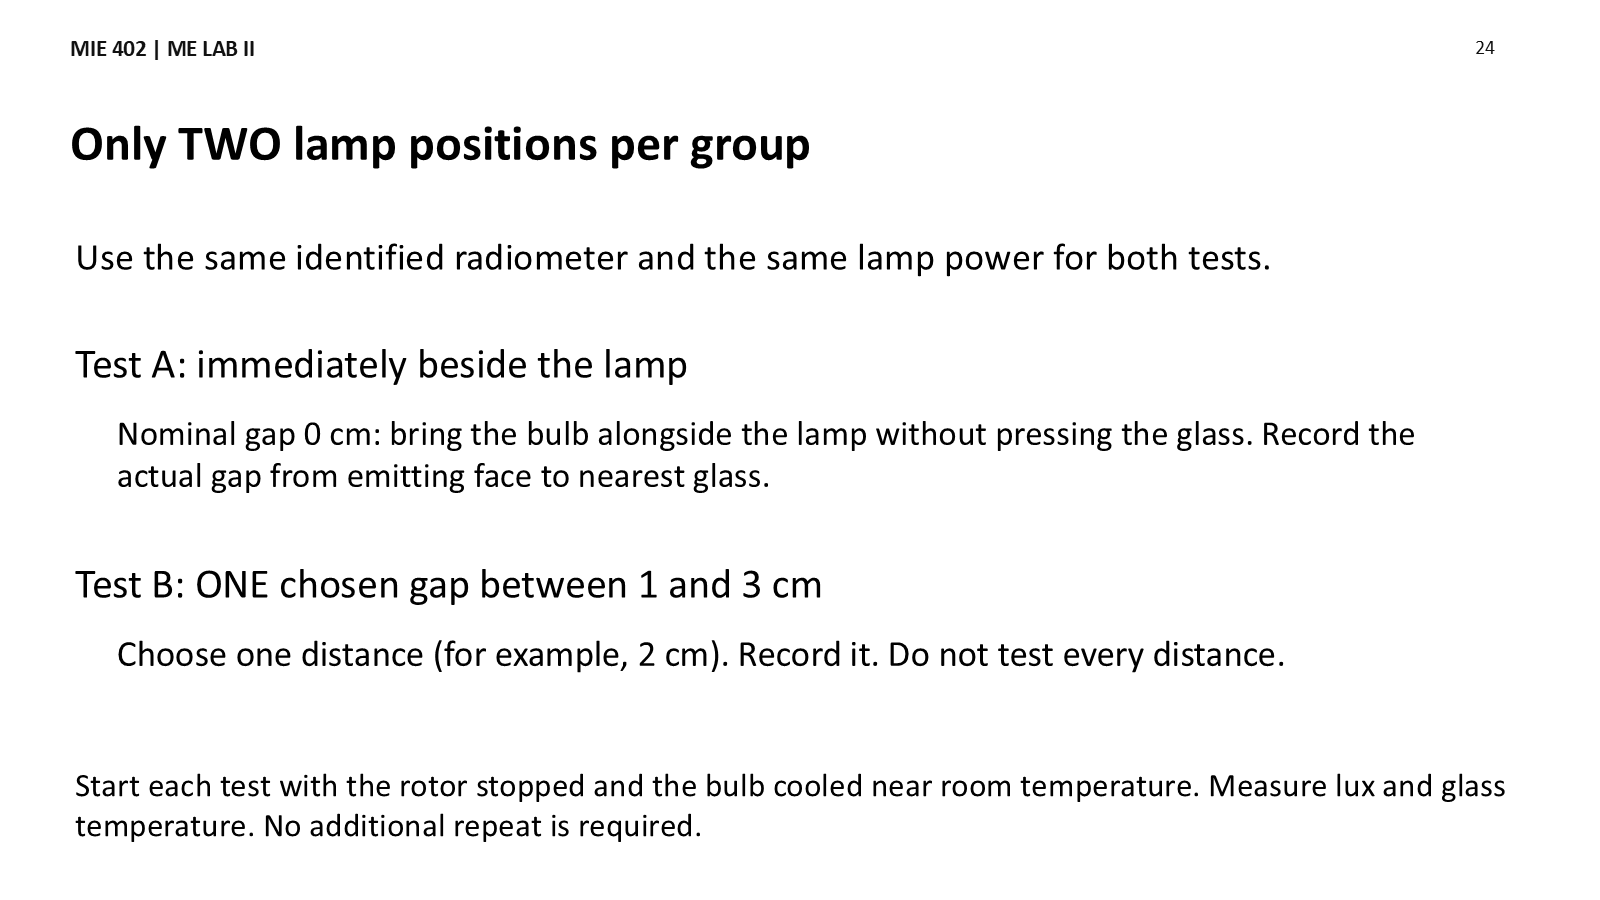 MIE 402 | ME LAB II
24
Only TWO lamp positions per group
Use the same identified radiometer and the same lamp power for both tests.
Test A: immediately beside the lamp
Nominal gap 0 cm: bring the bulb alongside the lamp without pressing the glass. Record the
actual gap from emitting face to nearest glass.
Test B: ONE chosen gap between 1 and 3 cm
Choose one distance (for example, 2 cm). Record it. Do not test every distance.
Start each test with the rotor stopped and the bulb cooled near room temperature. Measure lux and glass
temperature. No additional repeat is required.